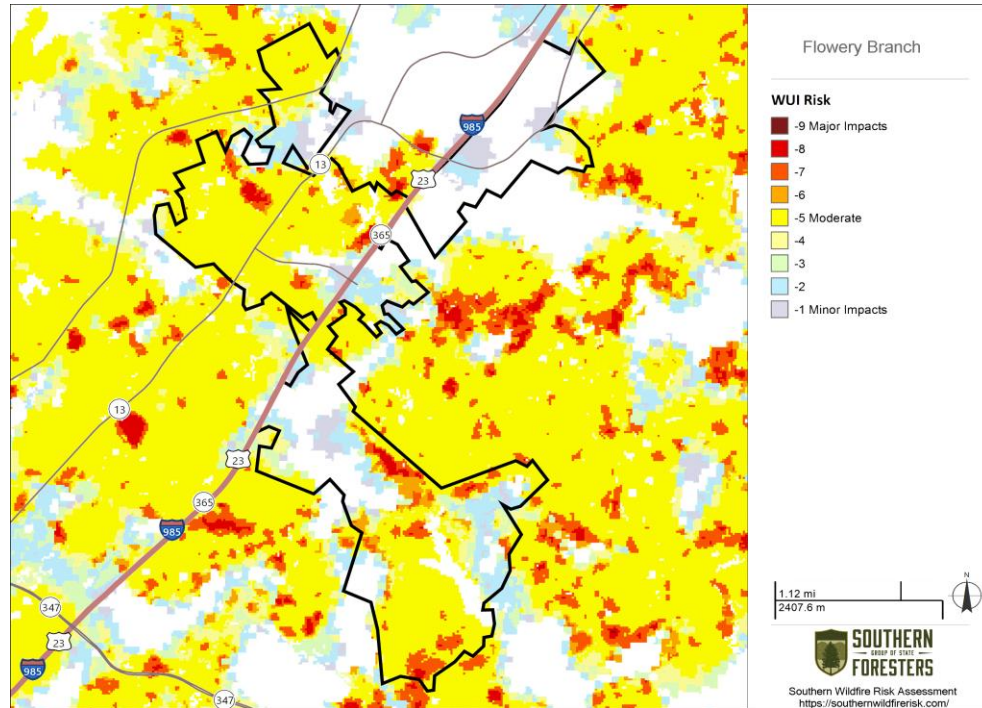 Flowery Branch
WUI Risk
-9 Major Impacts
-8
-7
-6
-5 Moderate
-4
-3
-2
-1 Minor Impacts
985
13
23
365
13
23
365
985
347
23
985
347
1.12 mi
2407.6 m
N
SOUTHERN
GROUP OF STATE
FORESTERS
Southern Wildfire Risk Assessment
https://southernwildfirerisk.com/